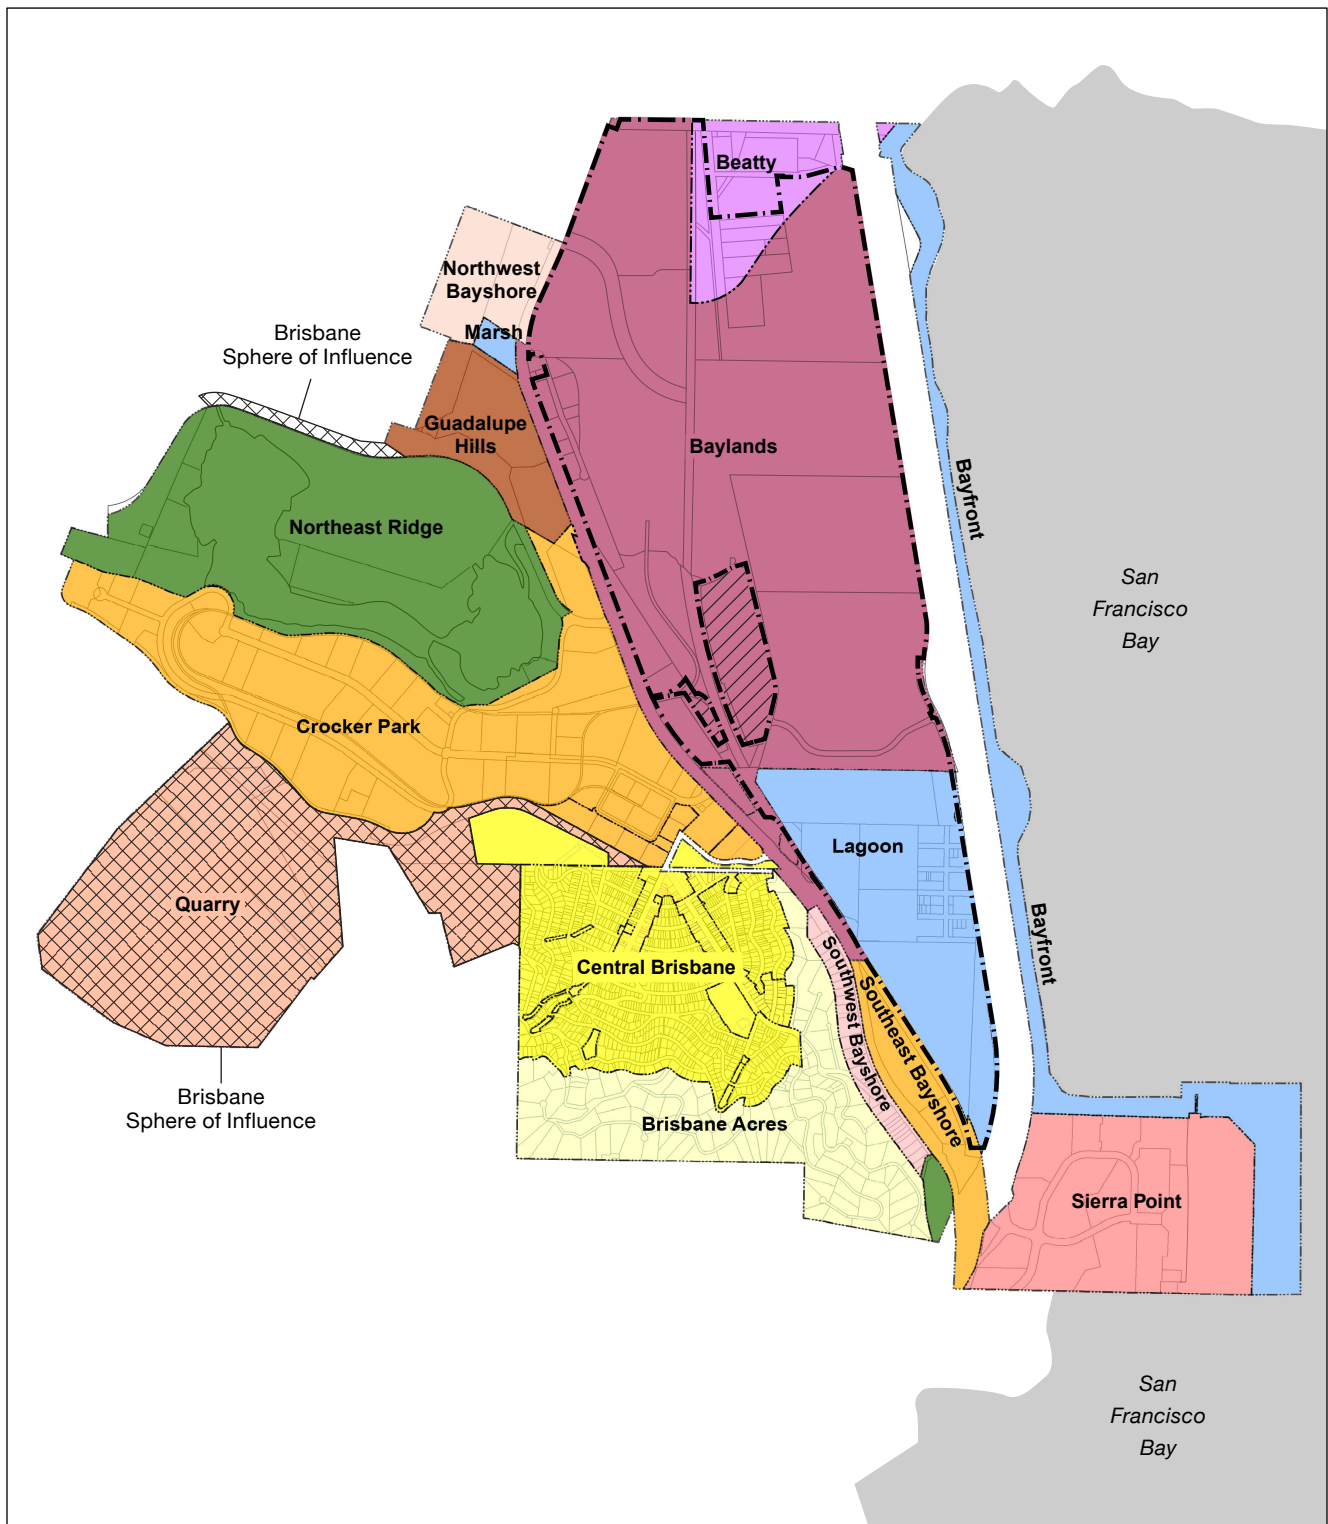 Beatty
Northwest
Bayshore
Marsh
Brisbane
Sphere of Influence
Guadalupe
Hills
Baylands
Bayfront
Northeast Ridge
San
Francisco
Bay
Crocker Park
Lagoon
Quarry
Bayfront
Central Brisbane
Southwest Bayshore
Southeast Bayshore
Brisbane
Sphere of Influence
Brisbane Acres
Sierra Point
San
Francisco
Bay